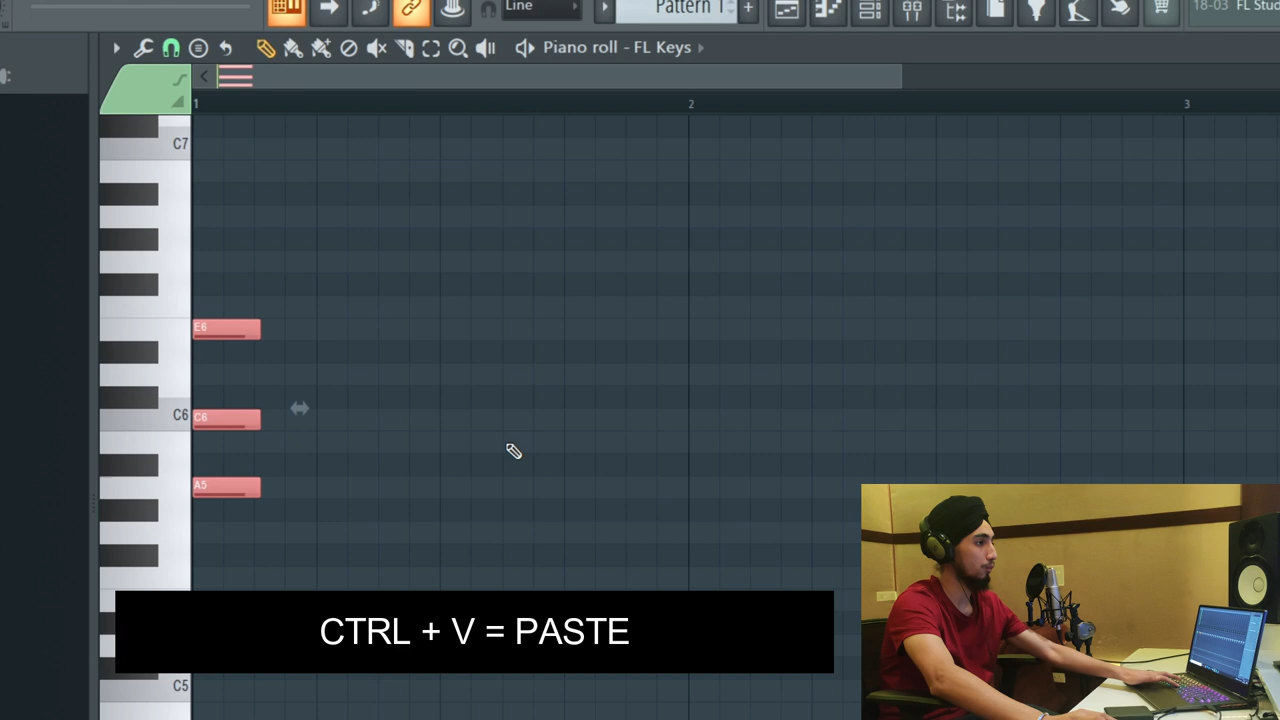 Line
Pattern 1
18-03 FL Stud
Piano roll - FL Keys
1
2
3
C7
E6
C6
C6
A5
CTRL + V = PASTE
C5